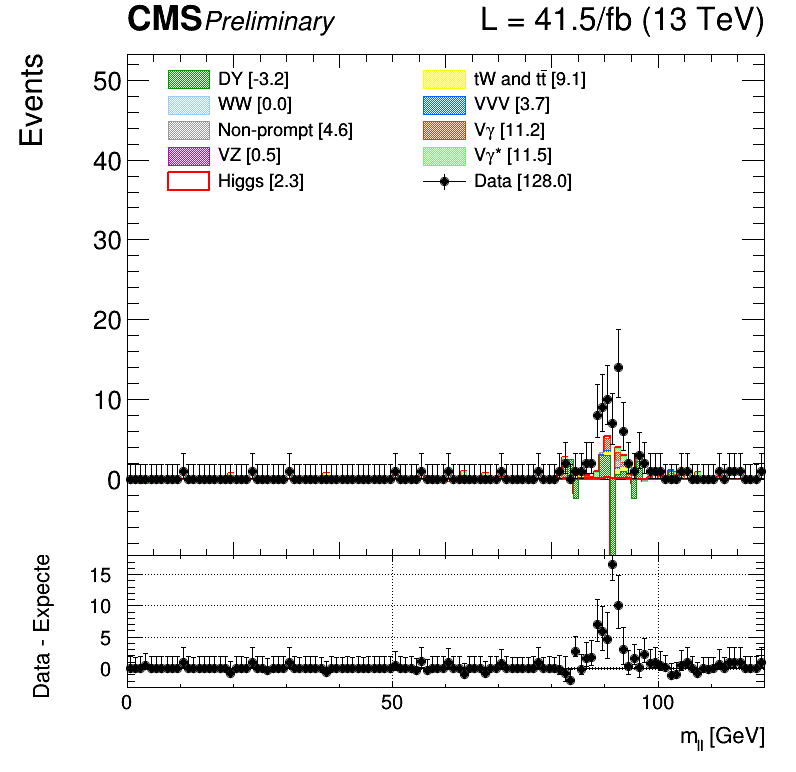 CMS Preliminary L = 41.5/fb (13 TeV)
Events
50
40
30
20
10
0
DY [-3.2]
WW [0.0]
Non-prompt [4.6]
VZ [0.5]
Higgs [2.3]
tW and tt̄ [9.1]
VVV [3.7]
Vγ [11.2]
Vγ* [11.5]
Data [128.0]
Data - Expecte
15
10
5
0
0 50 100
m_ll [GeV]